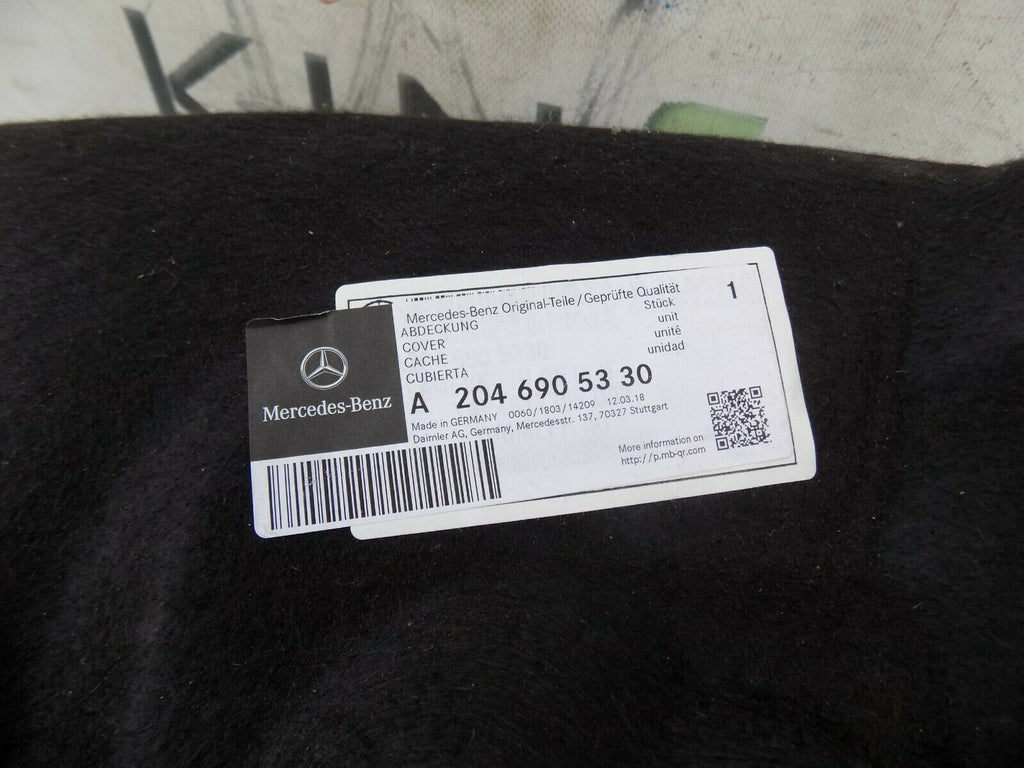 KIN
Mercedes-Benz Original-Teile/Geprüfte Qualität
1
ABDECKUNG Stück
COVER unit
CACHE unité
CUBIERTA unidad
A 204 690 53 30
Made in GERMANY 0060/1803/14209 12.03.18
Daimler AG, Germany, Mercedesstr. 137, 70327 Stuttgart
More information on
http://p.mb-qr.com
Mercedes-Benz